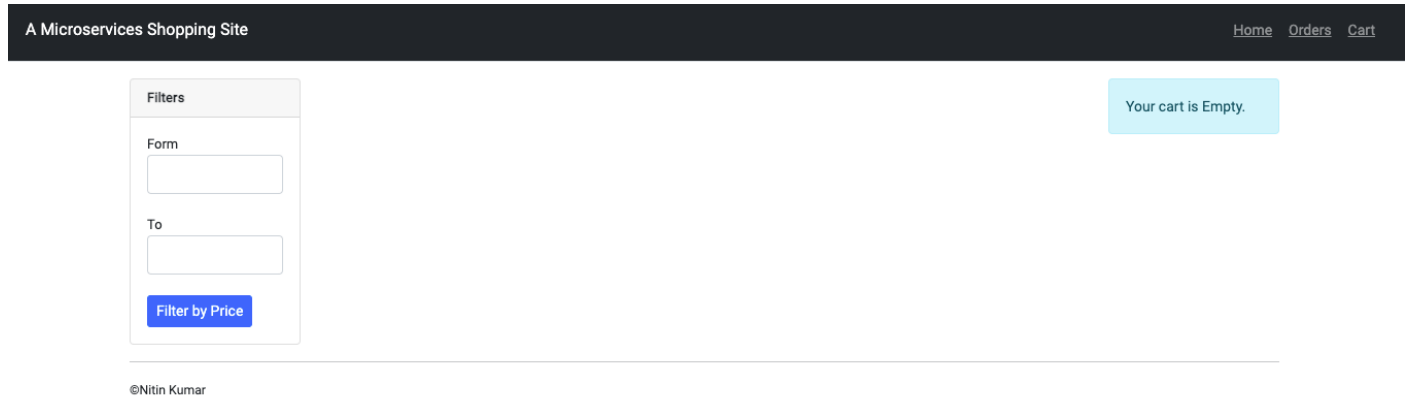 A Microservices Shopping Site
Home Orders Cart
Filters
Form
To
Filter by Price
Your cart is Empty.
©Nitin Kumar